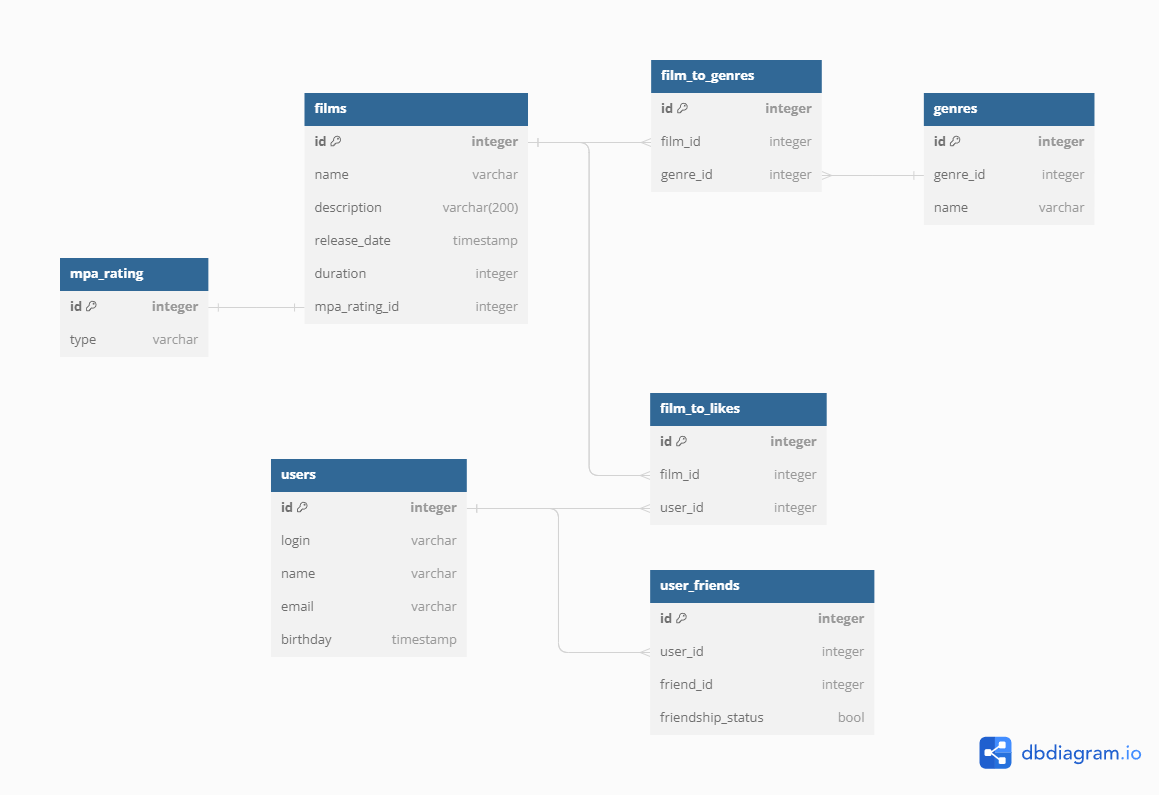 film_to_genres
id integer
film_id integer
genre_id integer
films
id integer
name varchar
description varchar(200)
release_date timestamp
duration integer
mpa_rating_id integer
genres
id integer
genre_id integer
name varchar
mpa_rating
id integer
type varchar
film_to_likes
id integer
film_id integer
user_id integer
users
id integer
login varchar
name varchar
email varchar
birthday timestamp
user_friends
id integer
user_id integer
friend_id integer
friendship_status bool
dbdiagram.io